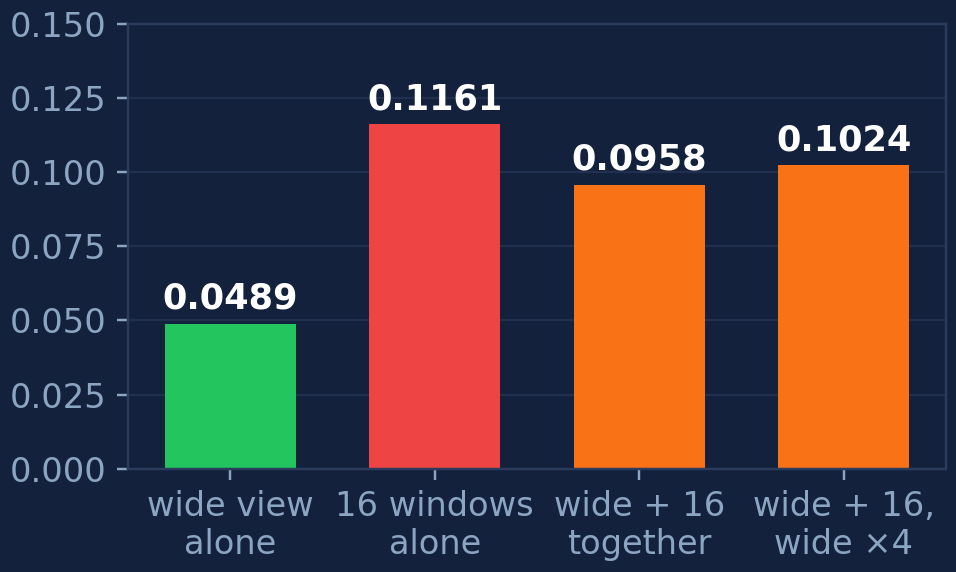 0.150
0.125
0.100
0.075
0.050
0.025
0.000
0.0489
0.1161
0.0958
0.1024
wide view
alone
16 windows
alone
wide + 16
together
wide + 16,
wide ×4